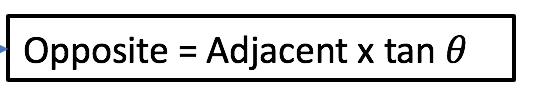 Opposite = Adjacent x tan θ